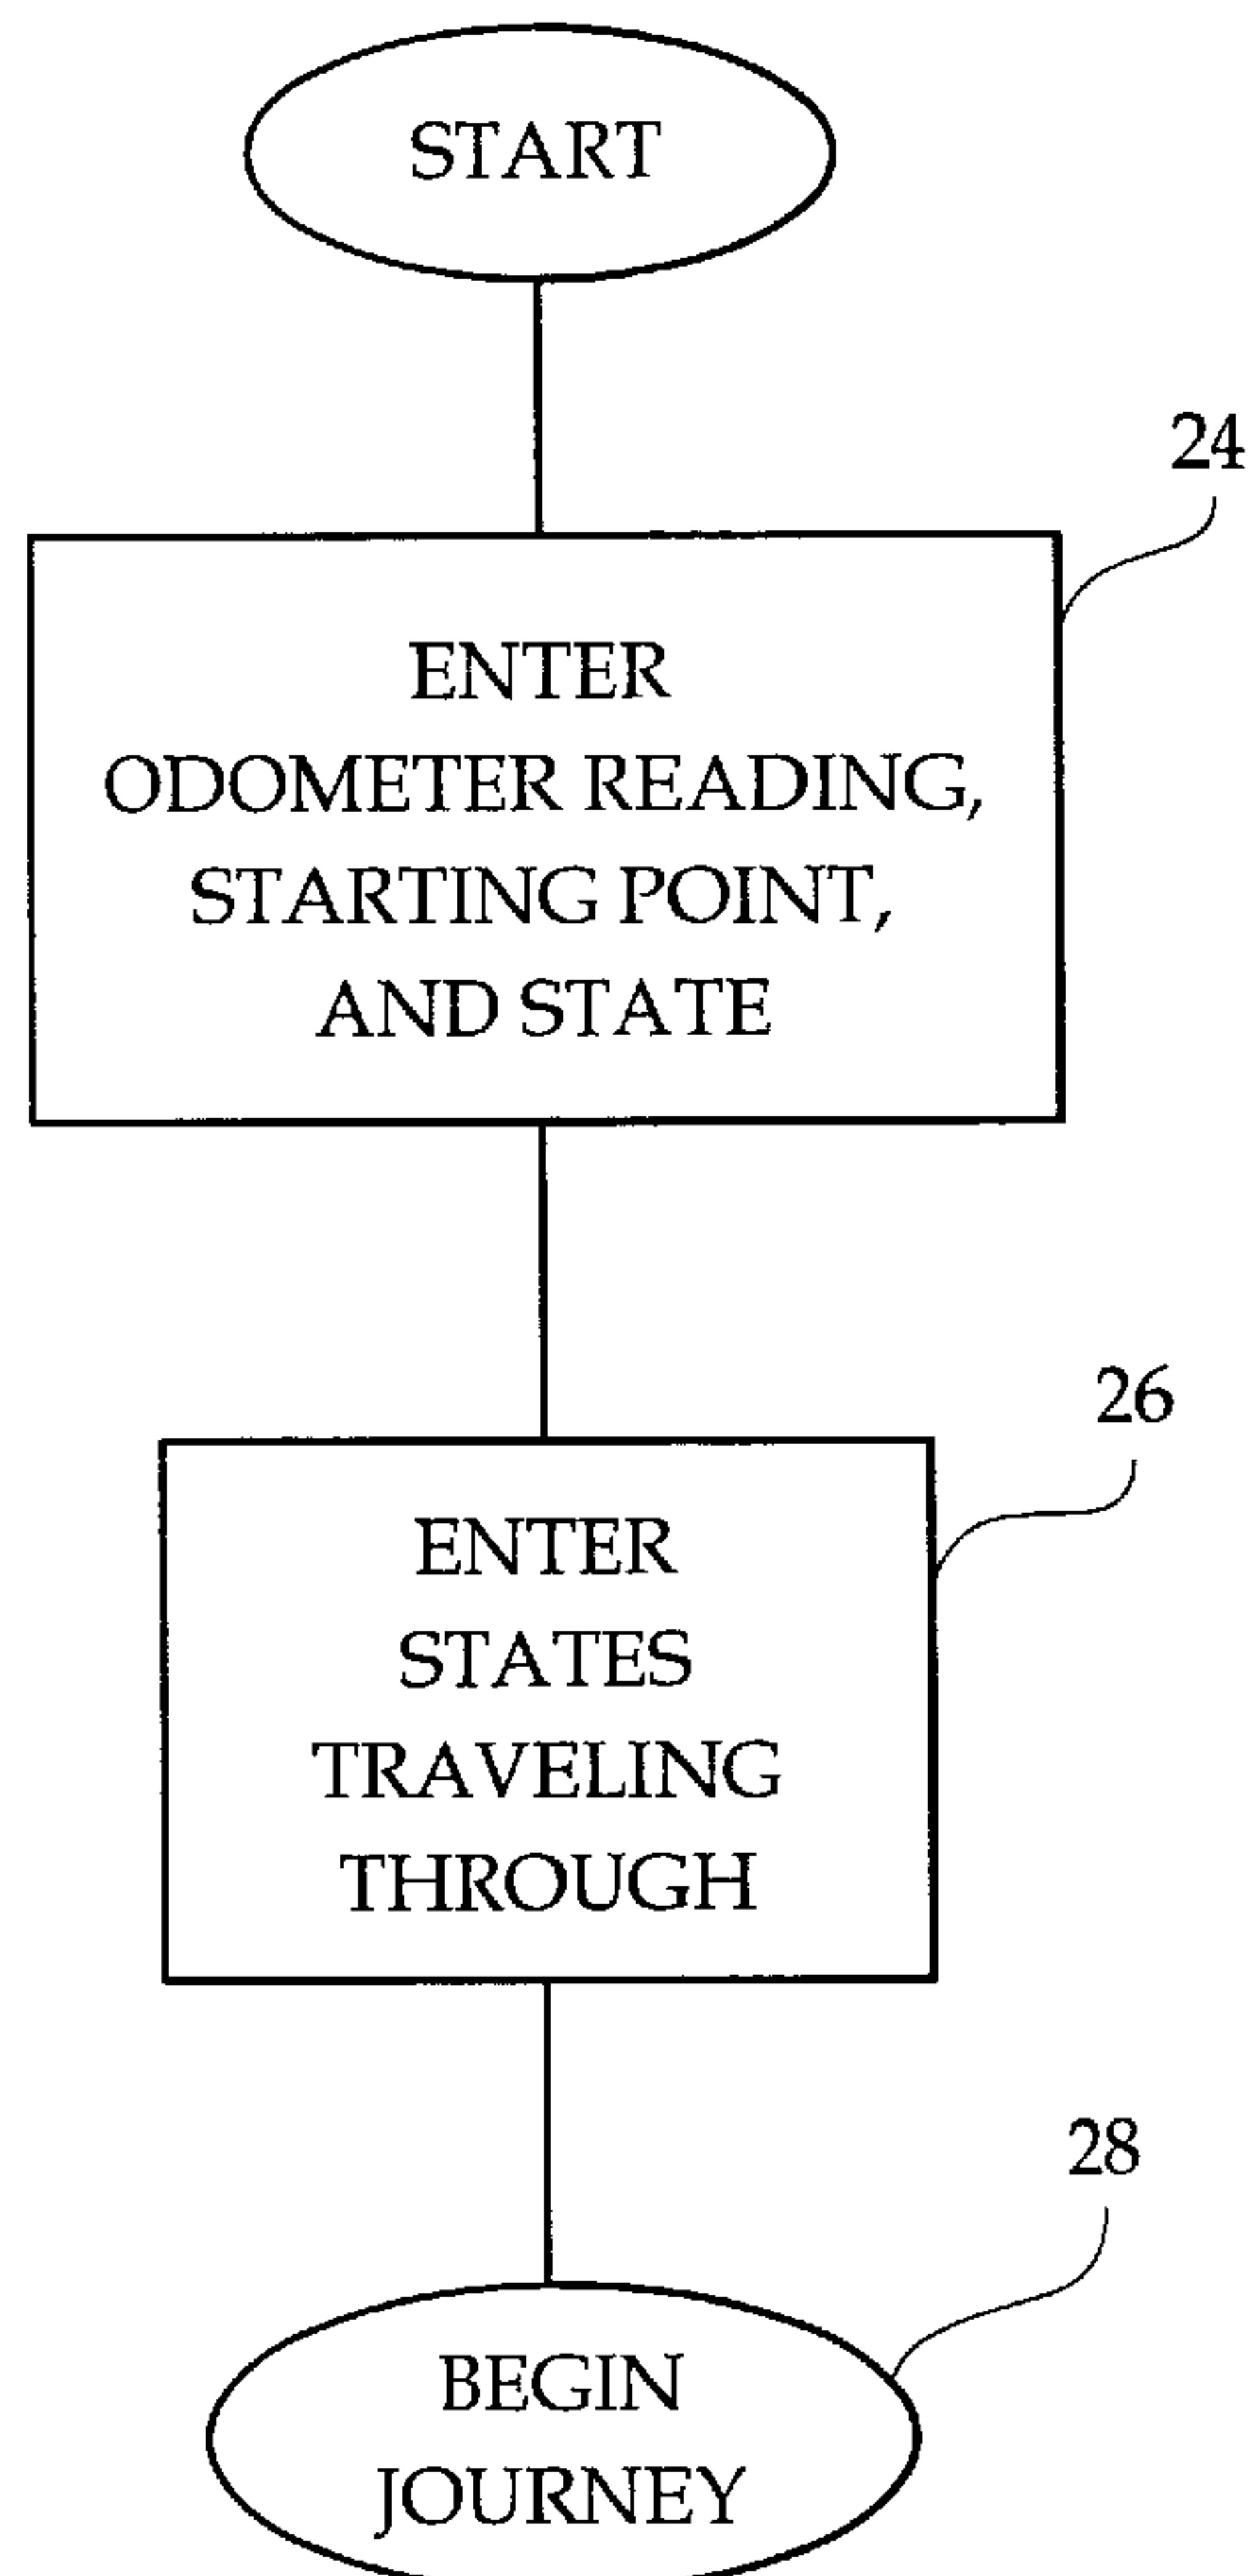 START
24
ENTER
ODOMETER READING,
STARTING POINT,
AND STATE
26
ENTER
STATES
TRAVELING
THROUGH
28
BEGIN
JOURNEY